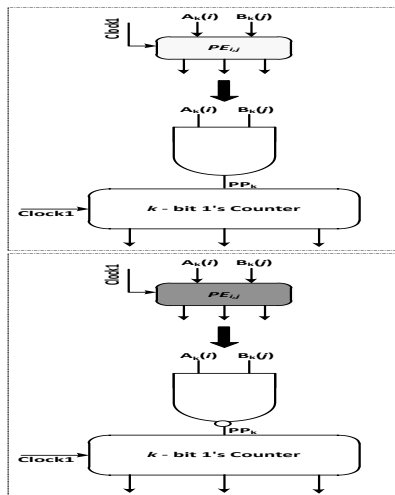 Clock1
Aₖ(i) Bₖ(j)
PEᵢ,ⱼ
Aₖ(i) Bₖ(j)
PPₖ
k - bit 1's Counter
Clock1
Clock1
Aₖ(i) Bₖ(j)
PEᵢ,ⱼ
Aₖ(i) Bₖ(j)
PPₖ
k - bit 1's Counter
Clock1